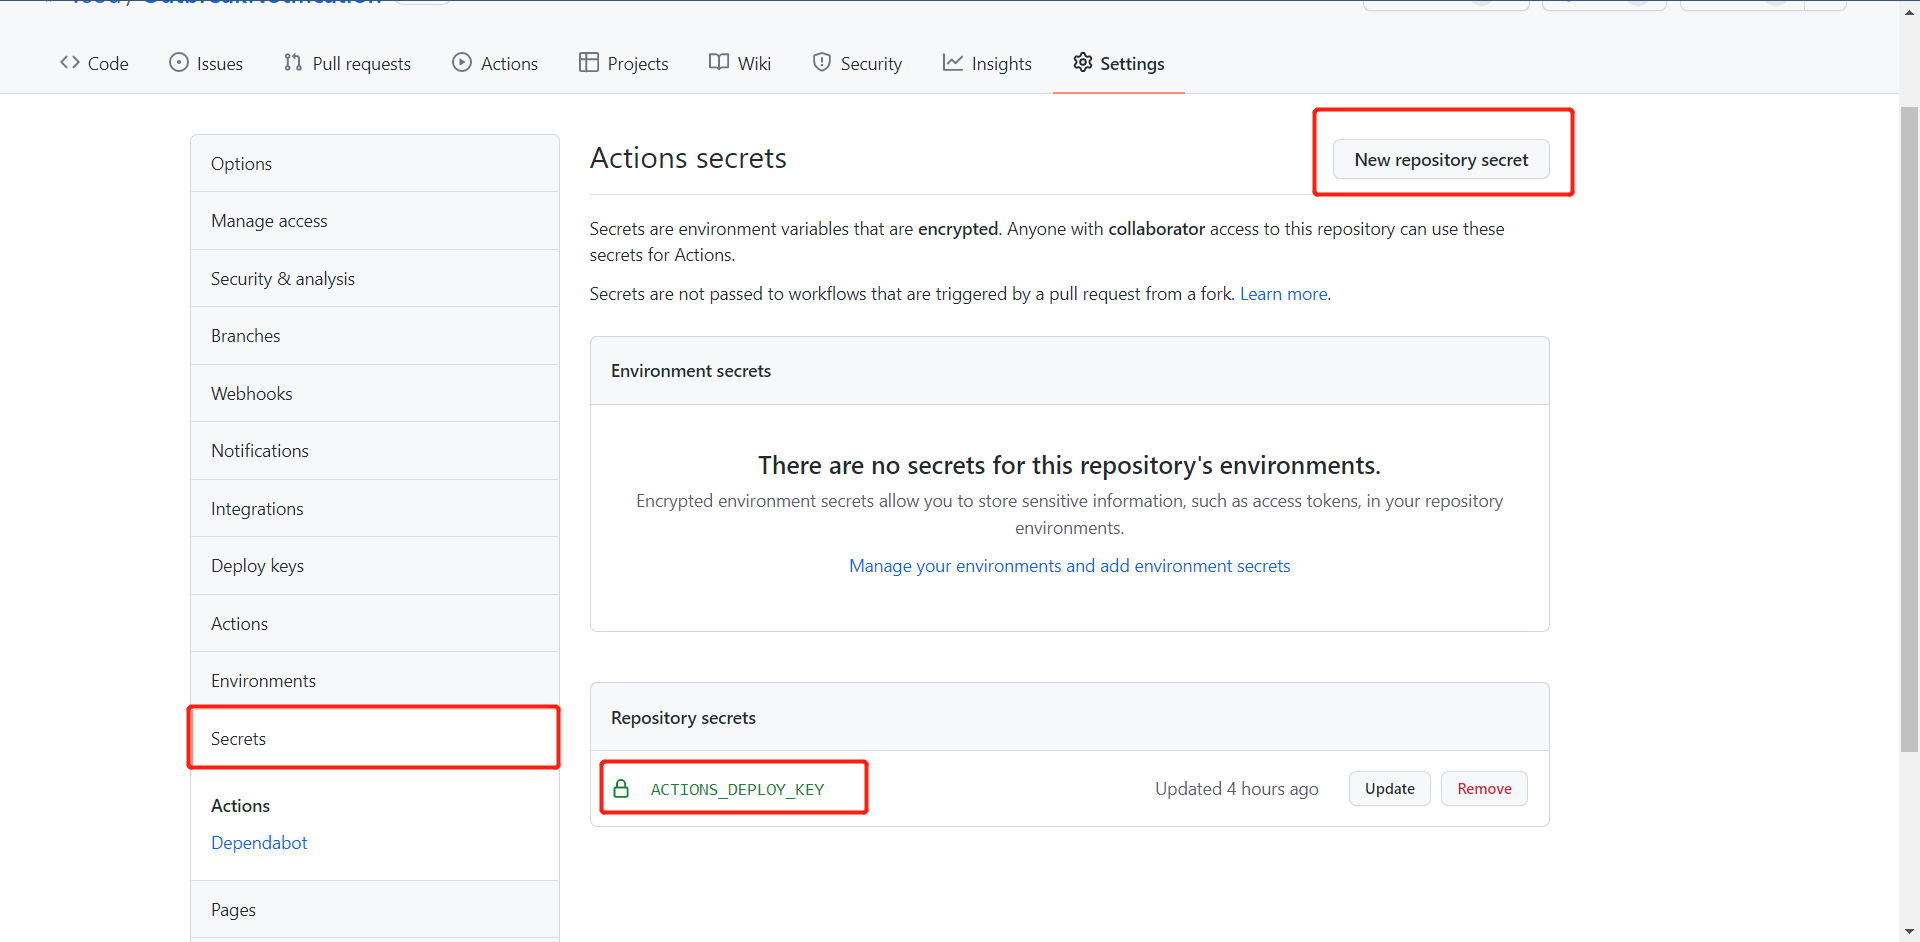 Code Issues Pull requests Actions Projects Wiki Security Insights Settings
Options
Manage access
Security & analysis
Branches
Webhooks
Notifications
Integrations
Deploy keys
Actions
Environments
Secrets
Actions
Dependabot
Pages
Actions secrets
New repository secret
Secrets are environment variables that are encrypted. Anyone with collaborator access to this repository can use these
secrets for Actions.
Secrets are not passed to workflows that are triggered by a pull request from a fork. Learn more.
Environment secrets
There are no secrets for this repository's environments.
Encrypted environment secrets allow you to store sensitive information, such as access tokens, in your repository
environments.
Manage your environments and add environment secrets
Repository secrets
ACTIONS_DEPLOY_KEY Updated 4 hours ago Update Remove